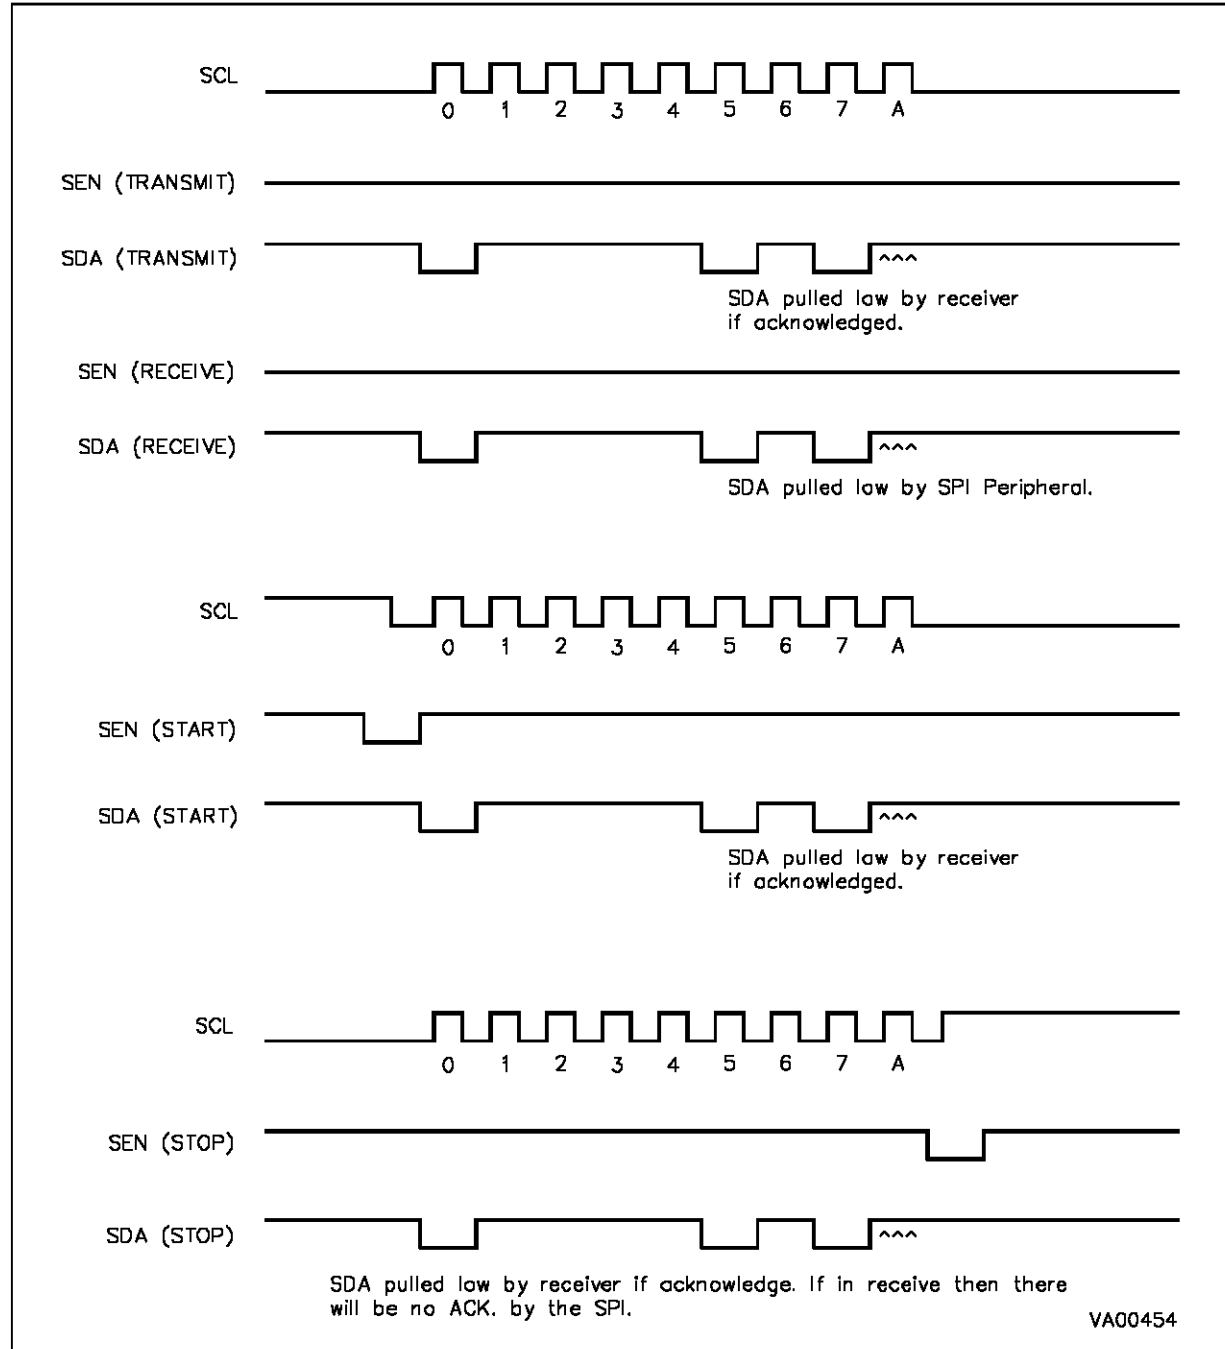 SCL
0 1 2 3 4 5 6 7 A
SEN (TRANSMIT)
SDA (TRANSMIT)
^^^
SDA pulled low by receiver
if acknowledged.
SEN (RECEIVE)
SDA (RECEIVE)
^^^
SDA pulled low by SPI Peripheral.
SCL
0 1 2 3 4 5 6 7 A
SEN (START)
SDA (START)
^^^
SDA pulled low by receiver
if acknowledged.
SCL
0 1 2 3 4 5 6 7 A
SEN (STOP)
SDA (STOP)
^^^
SDA pulled low by receiver if acknowledge. If in receive then there
will be no ACK. by the SPI.
VA00454